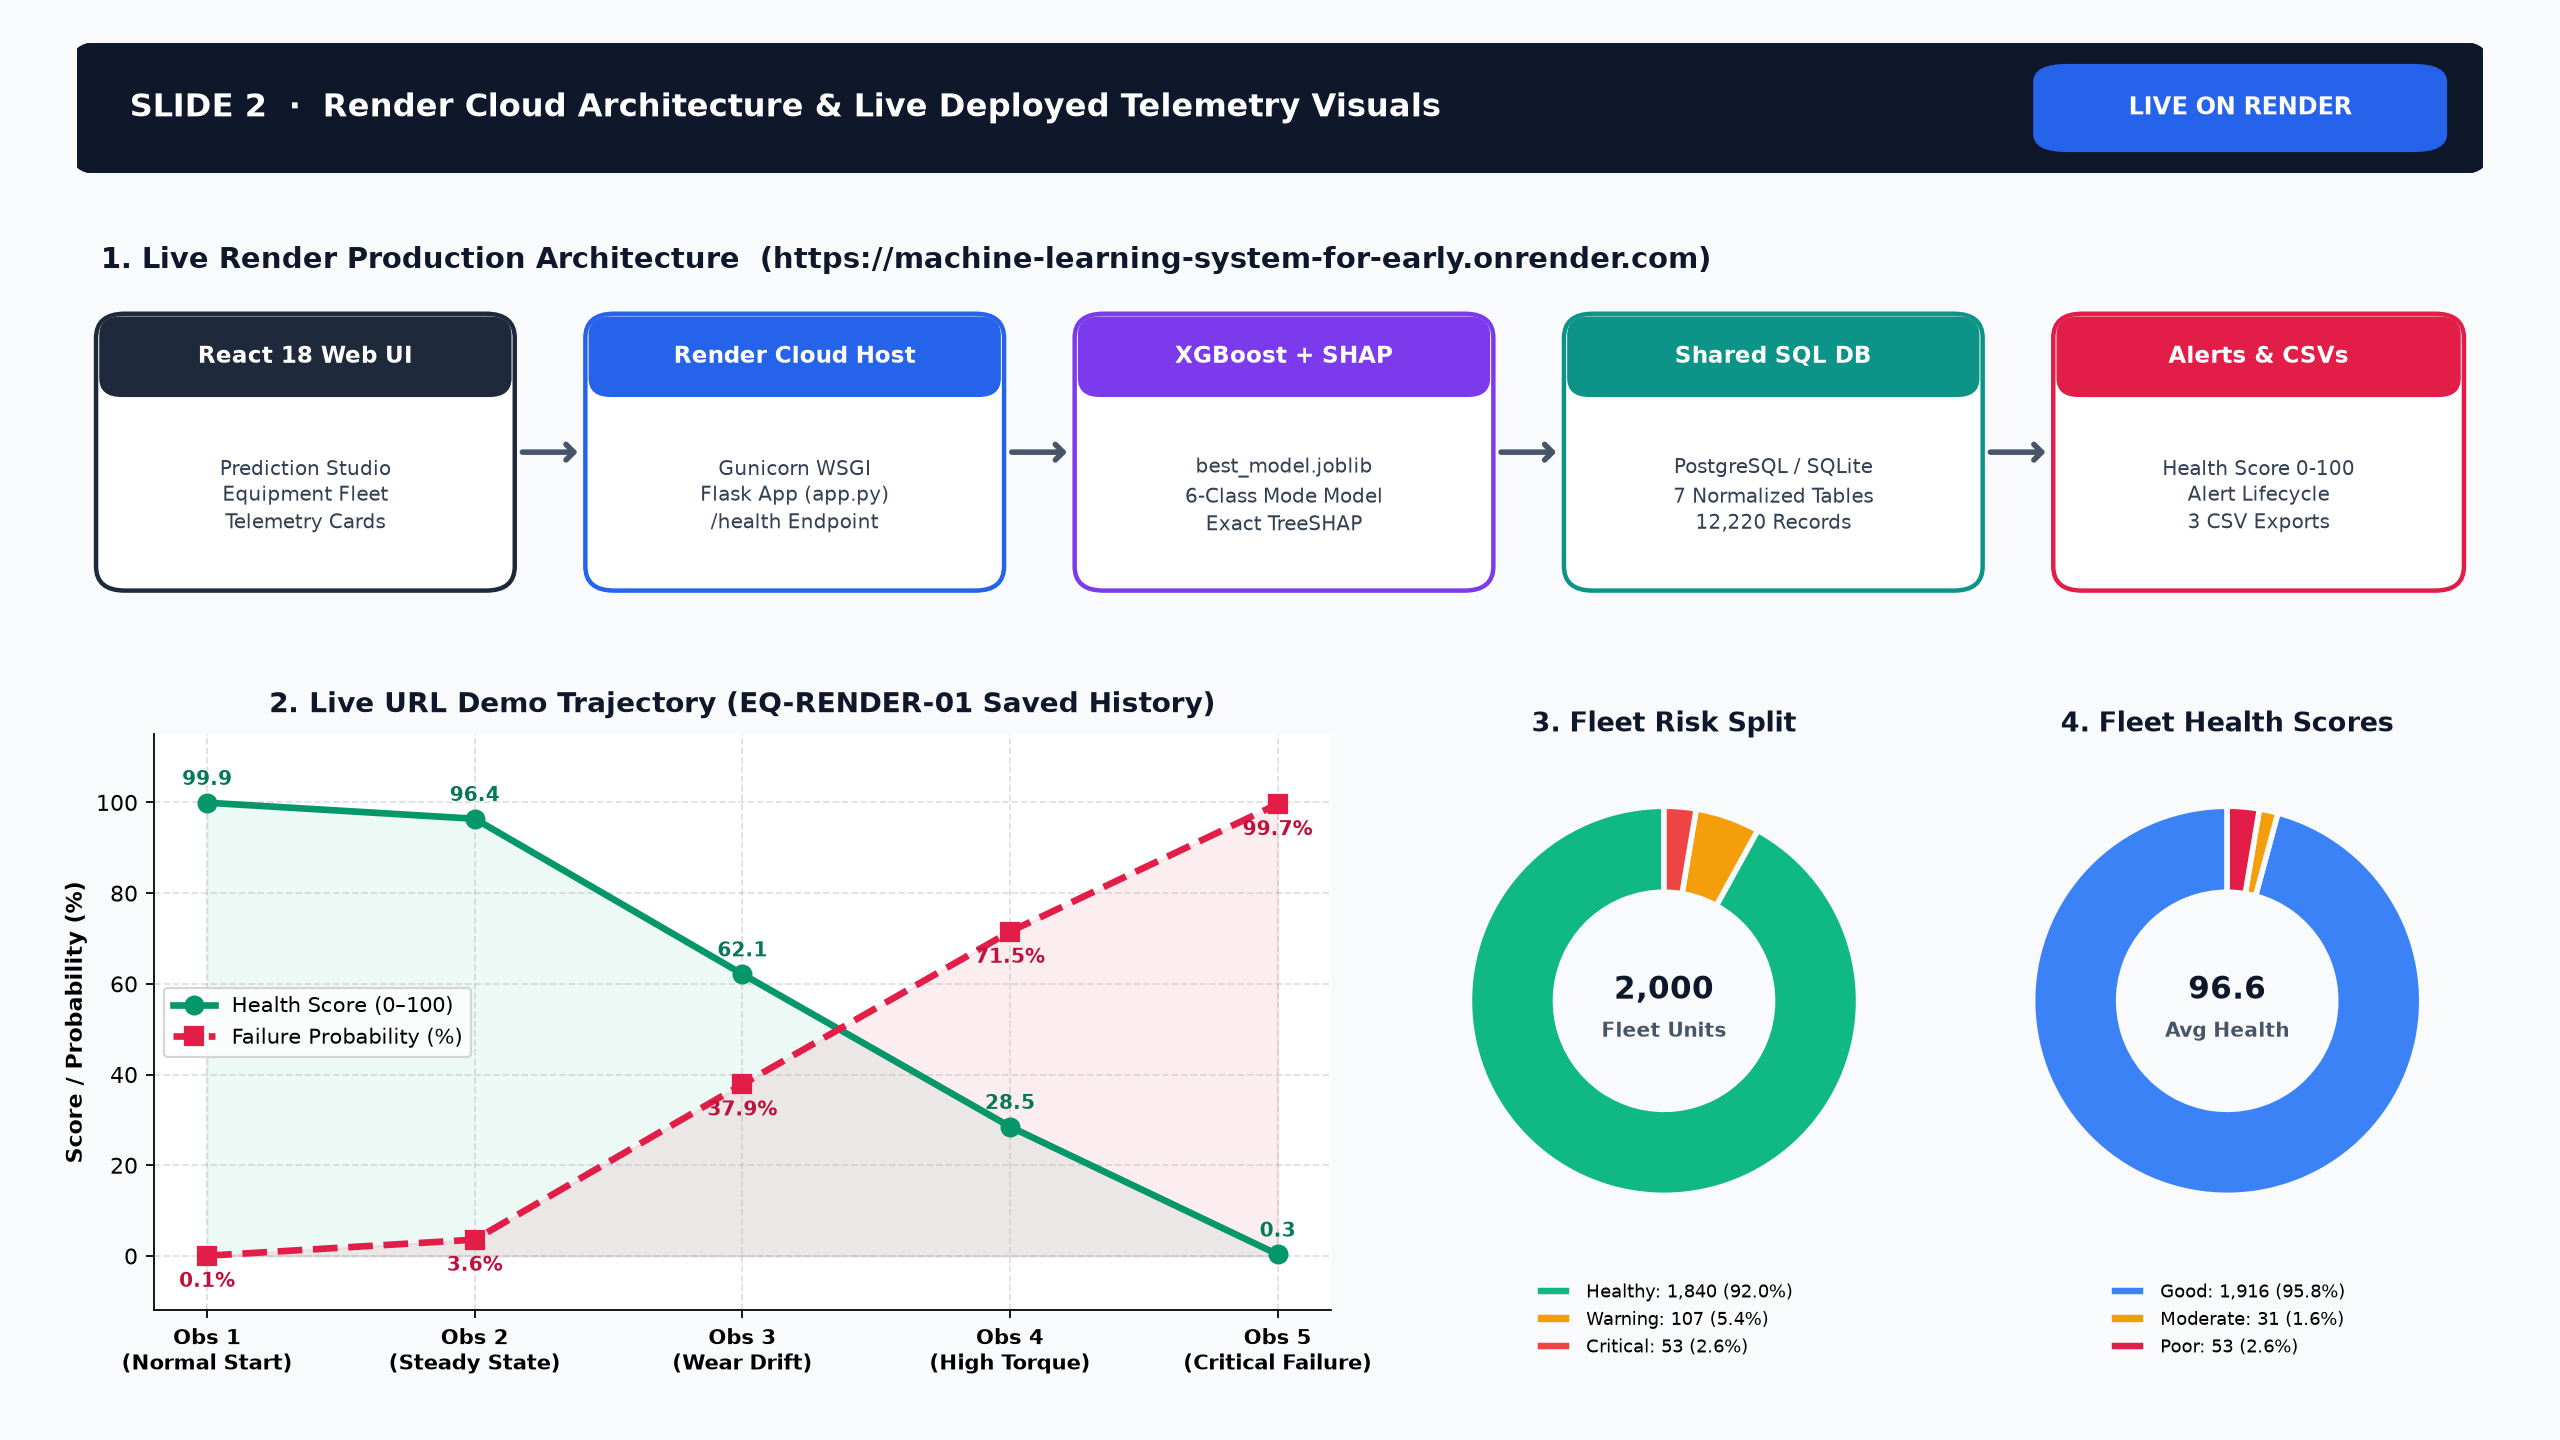 SLIDE 2 · Render Cloud Architecture & Live Deployed Telemetry Visuals
LIVE ON RENDER
1. Live Render Production Architecture (https://machine-learning-system-for-early.onrender.com)
React 18 Web UI
Prediction Studio
Equipment Fleet
Telemetry Cards
Render Cloud Host
Gunicorn WSGI
Flask App (app.py)
/health Endpoint
XGBoost + SHAP
best_model.joblib
6-Class Mode Model
Exact TreeSHAP
Shared SQL DB
PostgreSQL / SQLite
7 Normalized Tables
12,220 Records
Alerts & CSVs
Health Score 0-100
Alert Lifecycle
3 CSV Exports
2. Live URL Demo Trajectory (EQ-RENDER-01 Saved History)
Score / Probability (%)
100
80
60
40
20
0
99.9
96.4
62.1
28.5
0.3
0.1%
3.6%
37.9%
71.5%
99.7%
Health Score (0–100)
Failure Probability (%)
Obs 1
(Normal Start)
Obs 2
(Steady State)
Obs 3
(Wear Drift)
Obs 4
(High Torque)
Obs 5
(Critical Failure)
3. Fleet Risk Split
2,000
Fleet Units
Healthy: 1,840 (92.0%)
Warning: 107 (5.4%)
Critical: 53 (2.6%)
4. Fleet Health Scores
96.6
Avg Health
Good: 1,916 (95.8%)
Moderate: 31 (1.6%)
Poor: 53 (2.6%)